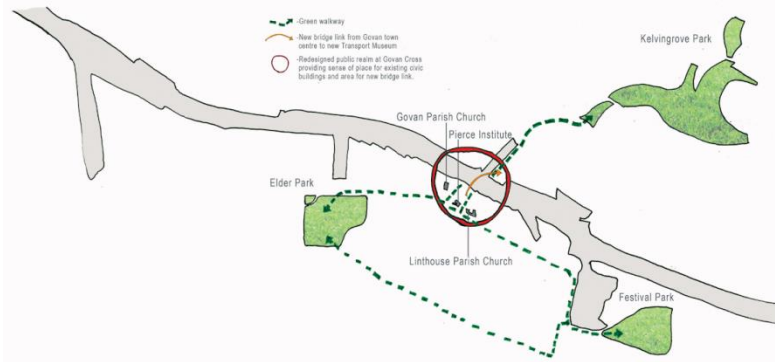 -Green walkway
-New bridge link from Govan town
centre to new Transport Museum
-Redesigned public realm at Govan Cross
providing sense of place for existing civic
buildings and area for new bridge link.
Kelvingrove Park
Govan Parish Church
Pierce Institute
Elder Park
Linthouse Parish Church
Festival Park